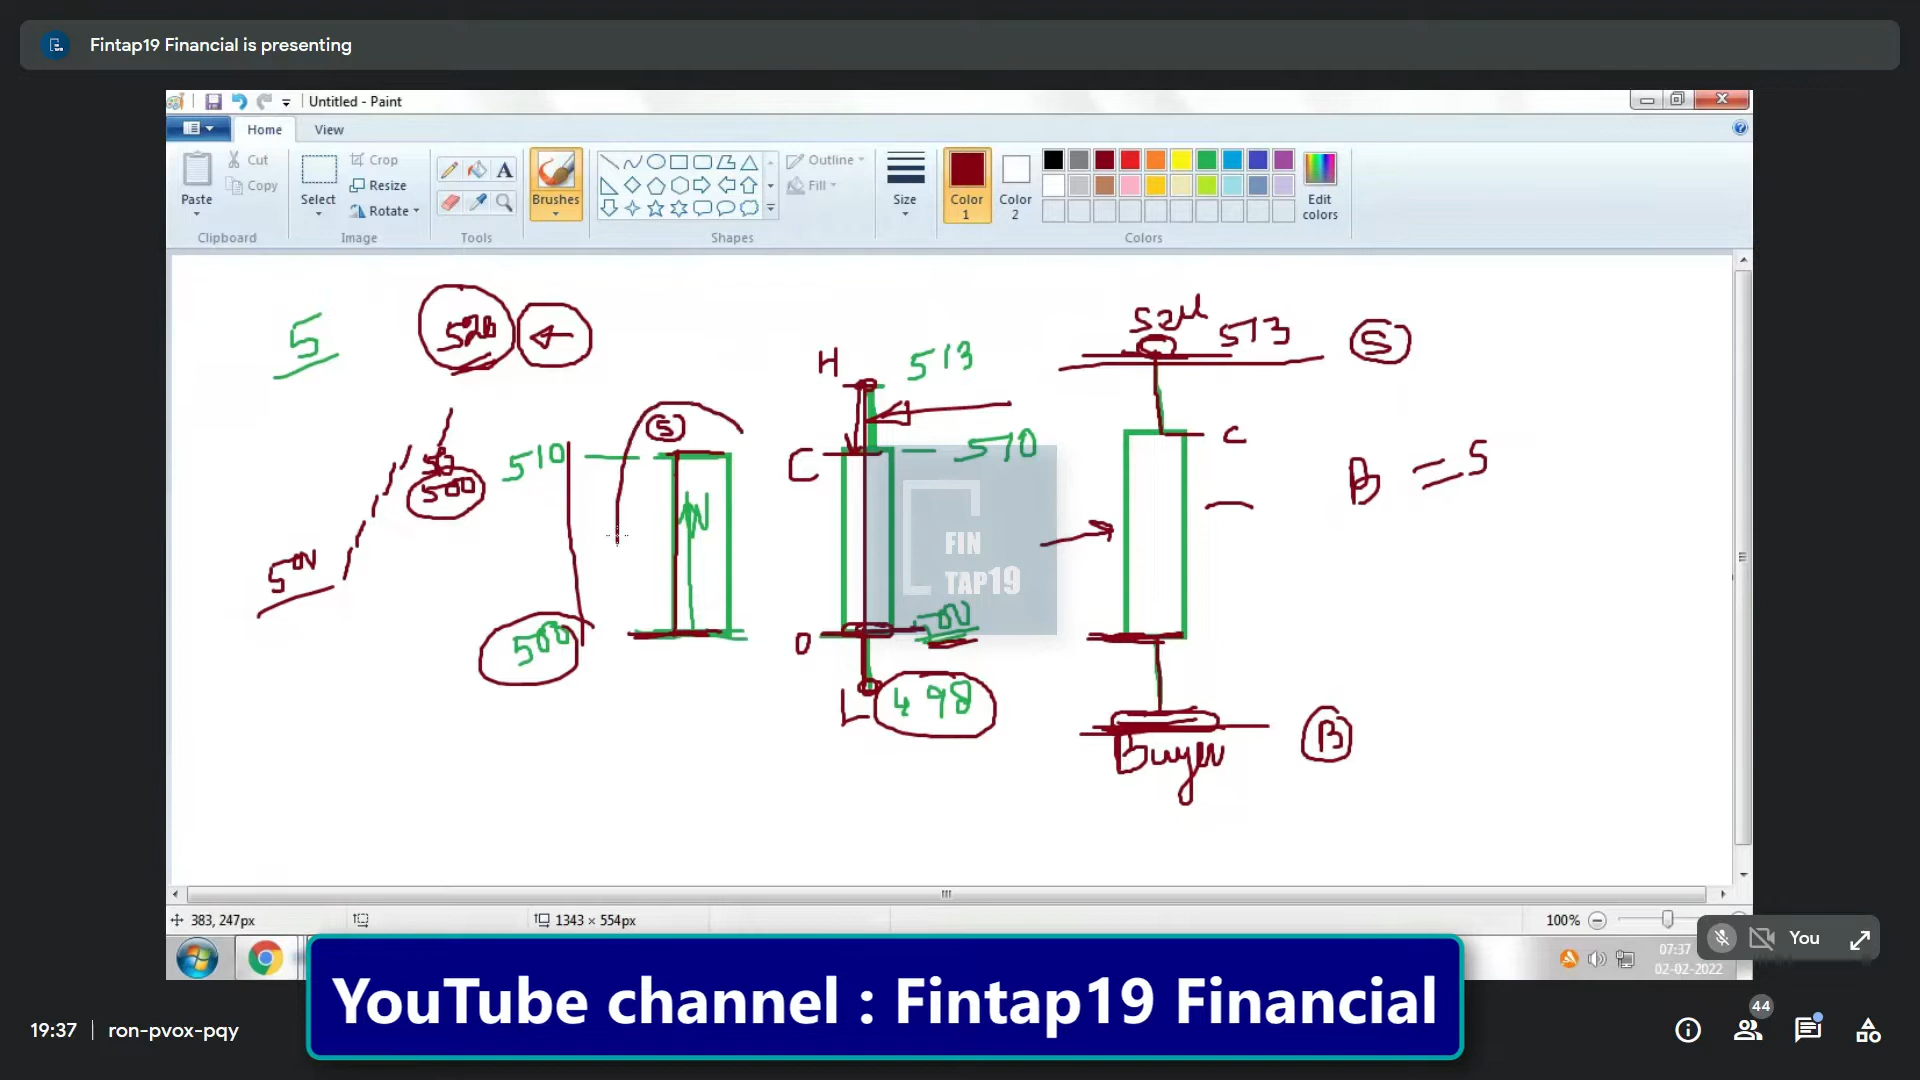 Fintap19 Financial is presenting
Untitled - Paint
Home
View
Paste
Cut
Copy
Clipboard
Select
Crop
Resize
Rotate
Image
A
Tools
Brushes
Outline
Fill
Shapes
Size
Color
1
Color
2
Edit
colors
Colors
5
520
H
513
513
S
S
510
500
C
510
C
B = 5
500
500
FIN
TAP19
500
O
L
498
Buyer
B
383, 247px
1343 × 554px
100%
You
07:37
02-02-2022
YouTube channel : Fintap19 Financial
19:37 | ron-pvox-pqy
44